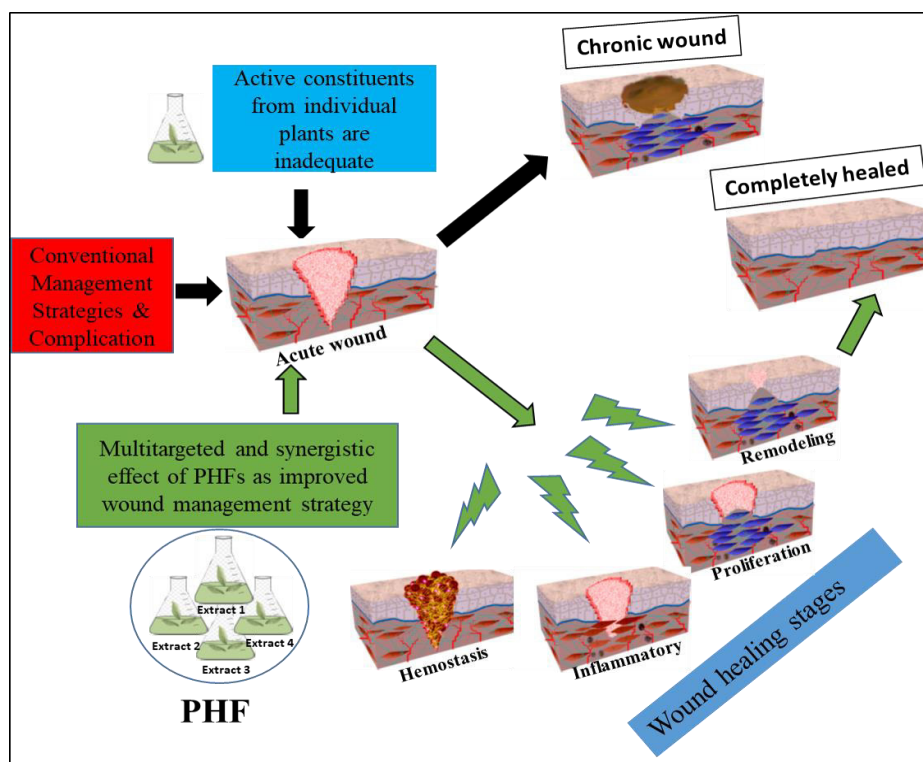 Chronic wound
Active constituents
from individual
plants are
inadequate
Completely healed
Conventional
Management
Strategies &
Complication
Acute wound
Multitargeted and synergistic
effect of PHFs as improved
wound management strategy
Remodeling
Proliferation
Extract 1
Extract 2
Extract 4
Extract 3
Hemostasis
Inflammatory
Wound healing stages
PHF